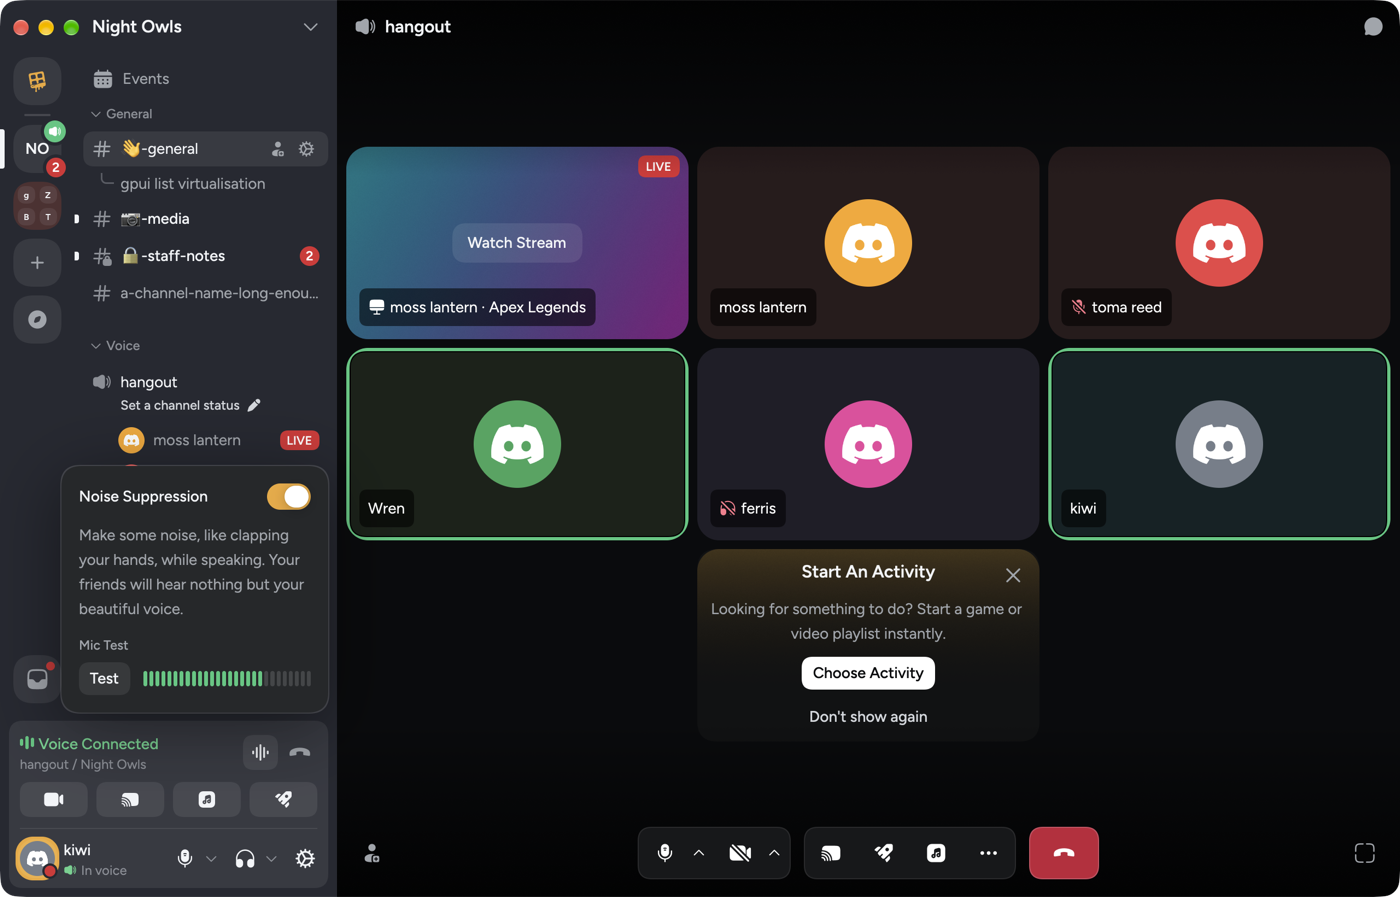 Night Owls
hangout
Events
General
NO
2
👋-general
gpui list virtualisation
g Z
B T
📷-media
🔒-staff-notes
2
a-channel-name-long-enou...
Voice
hangout
Set a channel status
moss lantern
LIVE
Noise Suppression
Make some noise, like clapping
your hands, while speaking. Your
friends will hear nothing but your
beautiful voice.
Mic Test
Test
Voice Connected
hangout / Night Owls
kiwi
In voice
LIVE
Watch Stream
moss lantern · Apex Legends
moss lantern
toma reed
Wren
ferris
kiwi
Start An Activity
Looking for something to do? Start a game or
video playlist instantly.
Choose Activity
Don't show again